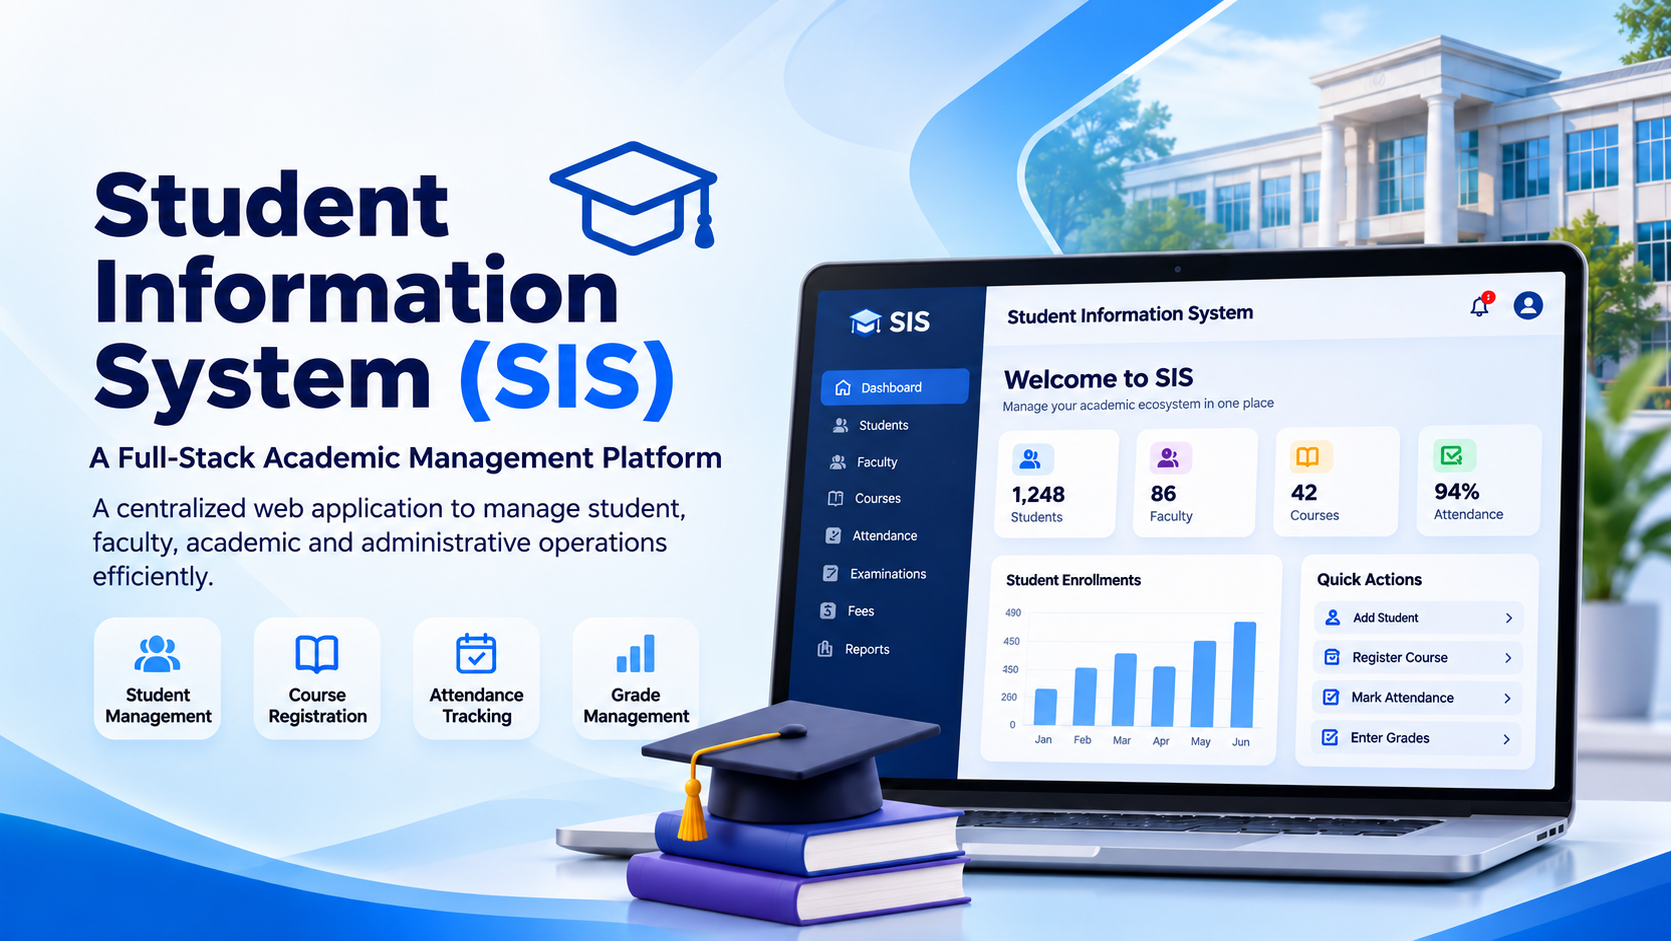 Student
Information
System (SIS)
A Full-Stack Academic Management Platform
A centralized web application to manage student,
faculty, academic and administrative operations
efficiently.
Student
Management
Course
Registration
Attendance
Tracking
Grade
Management
SIS
Dashboard
Students
Faculty
Courses
Attendance
Examinations
Fees
Reports
Student Information System
Welcome to SIS
Manage your academic ecosystem in one place
1,248
Students
86
Faculty
42
Courses
94%
Attendance
Student Enrollments
490
450
450
260
0
Jan Feb Mar Apr May Jun
Quick Actions
Add Student
Register Course
Mark Attendance
Enter Grades